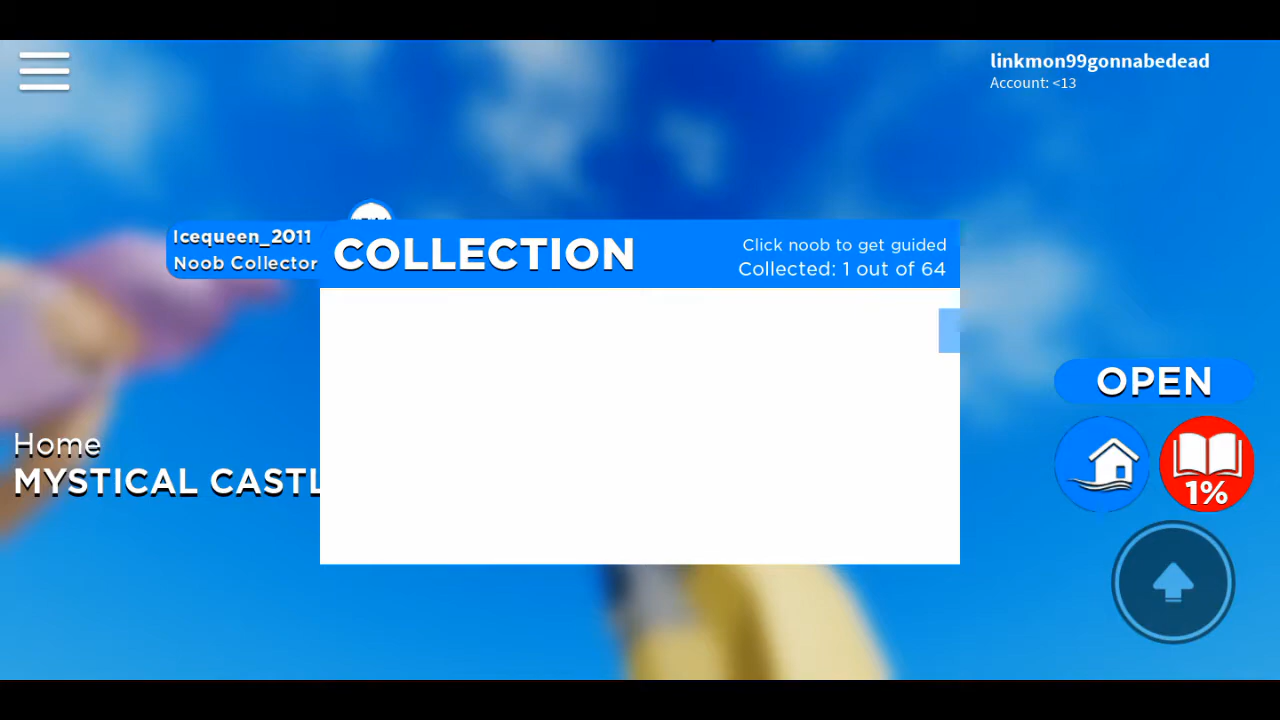 linkmon99gonnabedead
Account: <13
Icequeen_2011
Noob Collector
COLLECTION
Click noob to get guided
Collected: 1 out of 64
OPEN
Home
MYSTICAL CASTL
1%